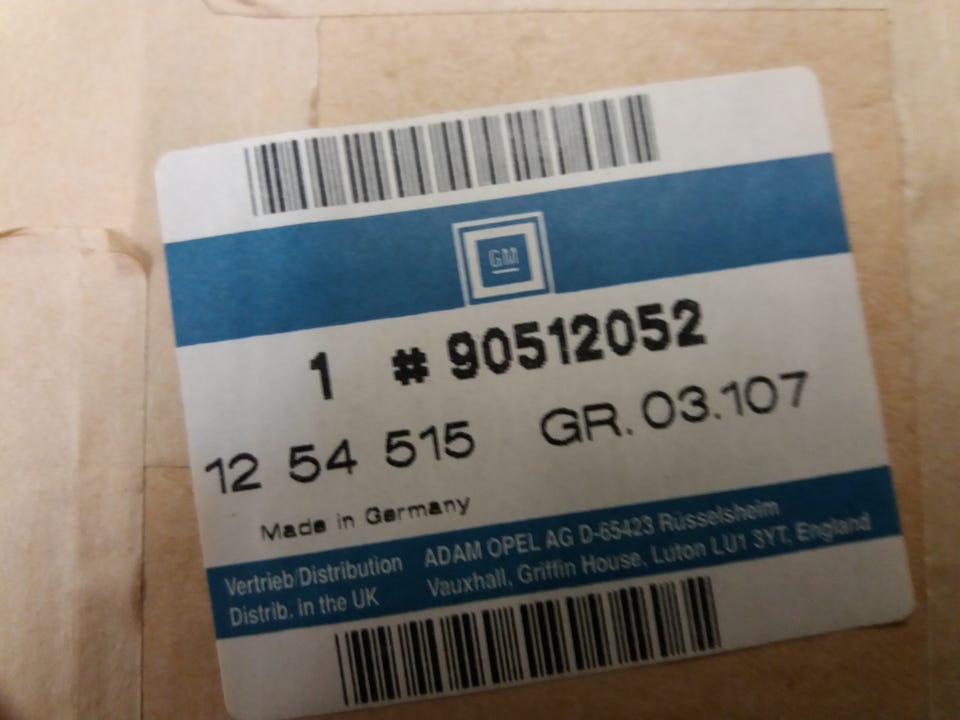 GM
1 # 90512052
12 54 515 GR. 03.107
Made in Germany
Vertrieb/Distribution ADAM OPEL AG D-65423 Rüsselsheim
Distrib. in the UK Vauxhall, Griffin House, Luton LU1 3YT, England